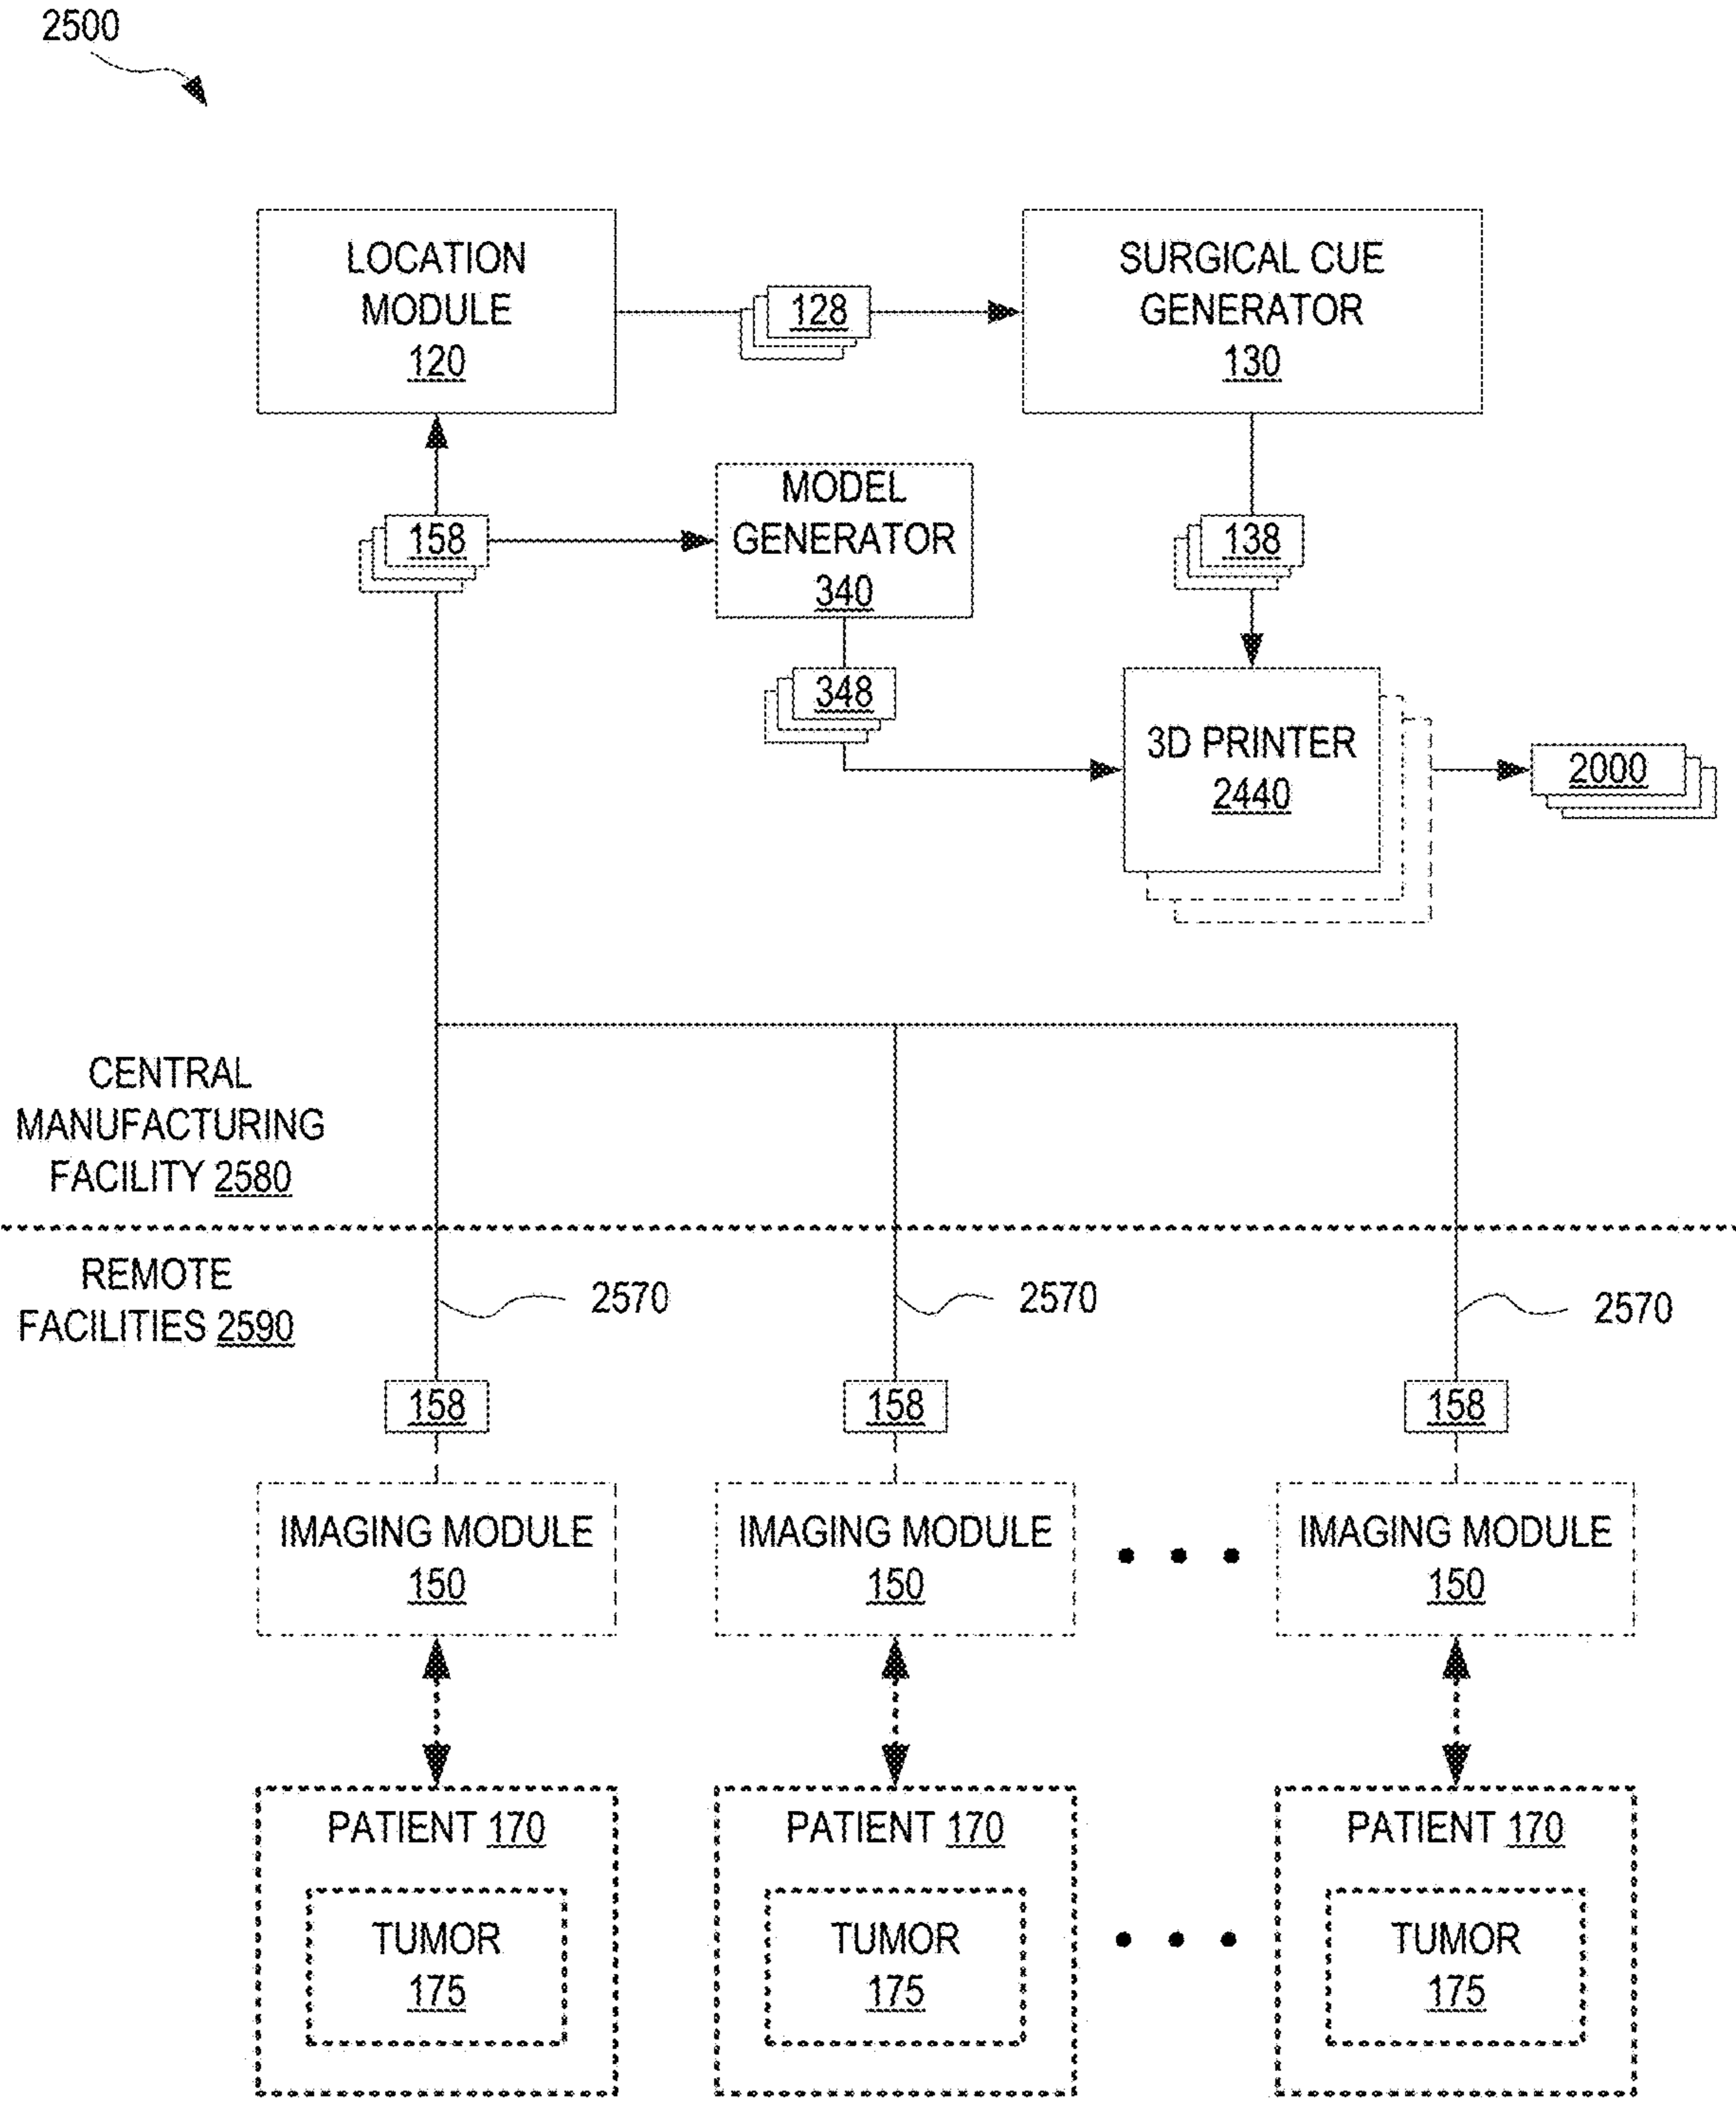 2500
LOCATION
MODULE
120
128
SURGICAL CUE
GENERATOR
130
158
MODEL
GENERATOR
340
138
348
3D PRINTER
2440
2000
CENTRAL
MANUFACTURING
FACILITY 2580
REMOTE
FACILITIES 2590
2570
2570
2570
158
158
158
IMAGING MODULE
150
IMAGING MODULE
150
IMAGING MODULE
150
PATIENT 170
TUMOR
175
PATIENT 170
TUMOR
175
PATIENT 170
TUMOR
175